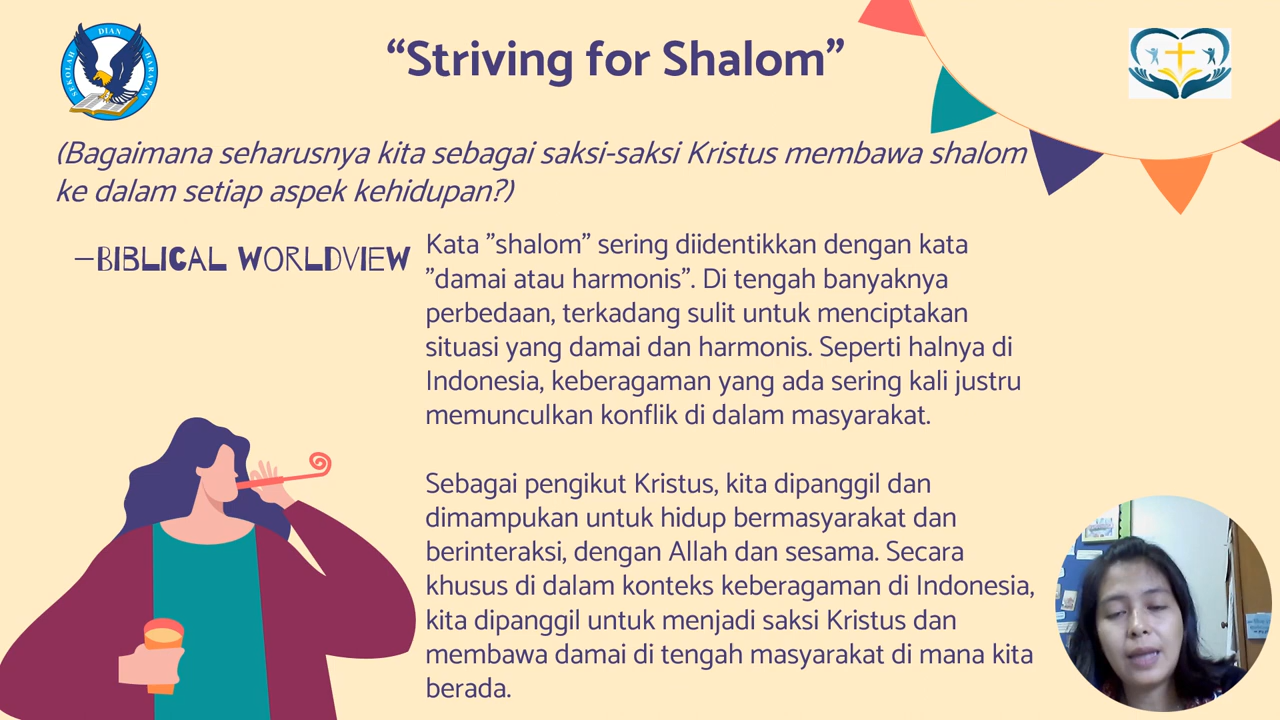 SEKOLAH DIAN HARAPAN
“Striving for Shalom”
(Bagaimana seharusnya kita sebagai saksi-saksi Kristus membawa shalom
ke dalam setiap aspek kehidupan?)
–BIBLICAL WORLDVIEW
Kata ”shalom” sering diidentikkan dengan kata
”damai atau harmonis”. Di tengah banyaknya
perbedaan, terkadang sulit untuk menciptakan
situasi yang damai dan harmonis. Seperti halnya di
Indonesia, keberagaman yang ada sering kali justru
memunculkan konflik di dalam masyarakat.
Sebagai pengikut Kristus, kita dipanggil dan
dimampukan untuk hidup bermasyarakat dan
berinteraksi, dengan Allah dan sesama. Secara
khusus di dalam konteks keberagaman di Indonesia,
kita dipanggil untuk menjadi saksi Kristus dan
membawa damai di tengah masyarakat di mana kita
berada.